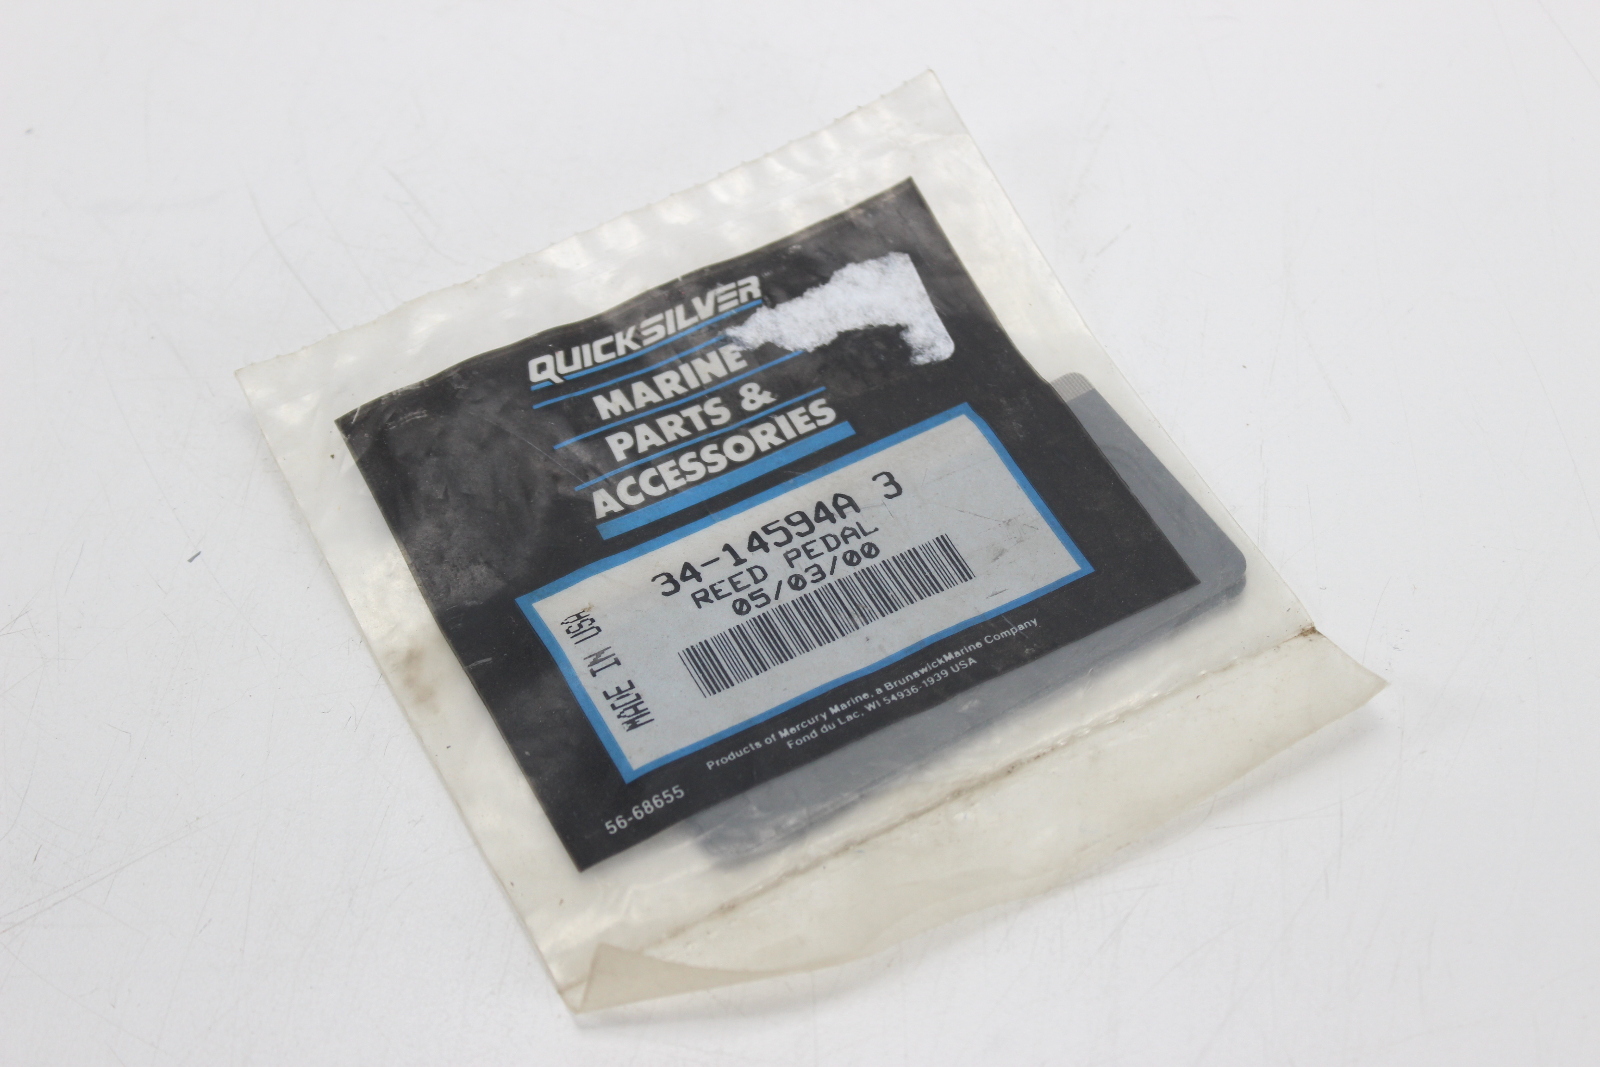 QUICKSILVER
MARINE
PARTS &
ACCESSORIES
34-14594A 3
REED PEDAL
05/03/00
MADE IN USA
Products of Mercury Marine, a BrunswickMarine Company
Fond du Lac, WI 54936-1939 USA
56-68655